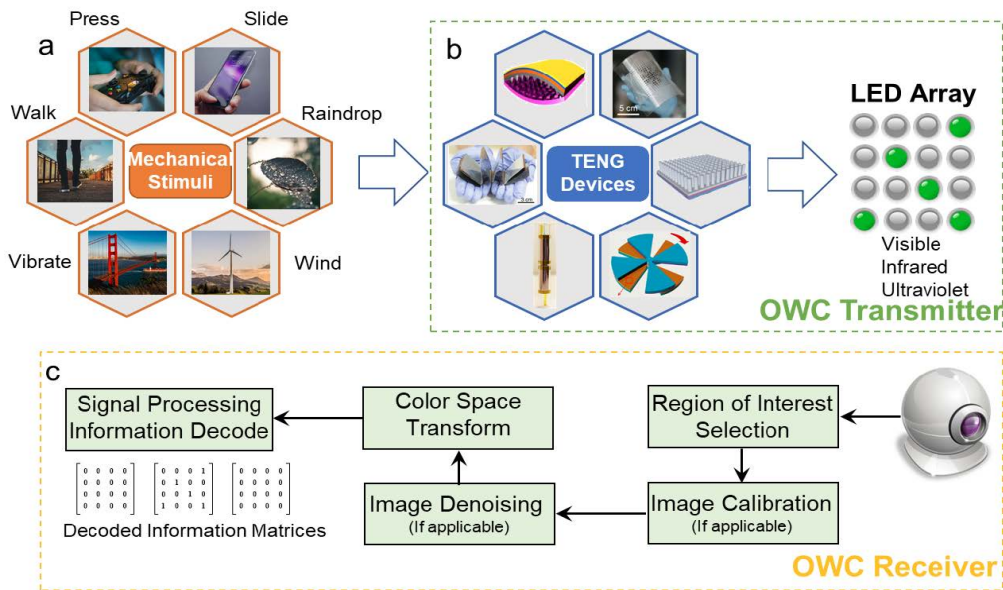 a
Press
Slide
Walk
Raindrop
Mechanical
Stimuli
Vibrate
Wind
b
5 cm
3 cm
TENG
Devices
LED Array
Visible
Infrared
Ultraviolet
OWC Transmitter
c
Signal Processing
Information Decode
Color Space
Transform
Region of Interest
Selection
Image Denoising
(If applicable)
Image Calibration
(If applicable)
0 0 0 0
0 0 0 0
0 0 0 0
0 0 0 0
0 0 0 1
0 1 0 0
0 0 1 0
1 0 0 1
0 0 0 0
0 0 0 0
0 0 0 0
0 0 0 0
Decoded Information Matrices
OWC Receiver